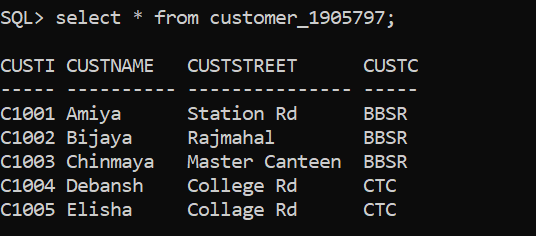 SQL> select * from customer_1905797;
CUSTI CUSTNAME   CUSTSTREET      CUSTC
----- ---------- --------------- -----
C1001 Amiya      Station Rd      BBSR
C1002 Bijaya     Rajmahal        BBSR
C1003 Chinmaya   Master Canteen  BBSR
C1004 Debansh    College Rd      CTC
C1005 Elisha     Collage Rd      CTC